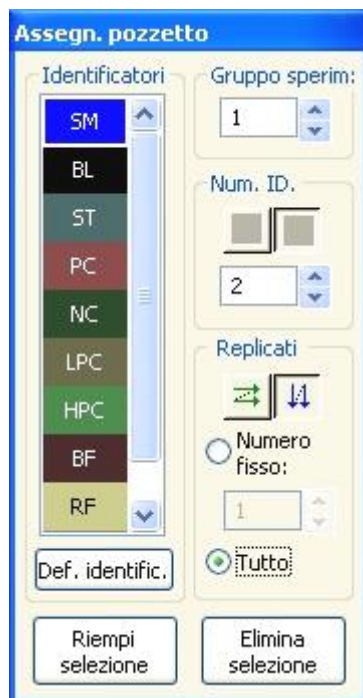 Assegn. pozzetto
Identificatori
SM
BL
ST
PC
NC
LPC
HPC
BF
RF
Def. identific.
Gruppo sperim:
1
Num. ID.
2
Replicati
Numero
fisso:
1
Tutto
Riempi
selezione
Elimina
selezione